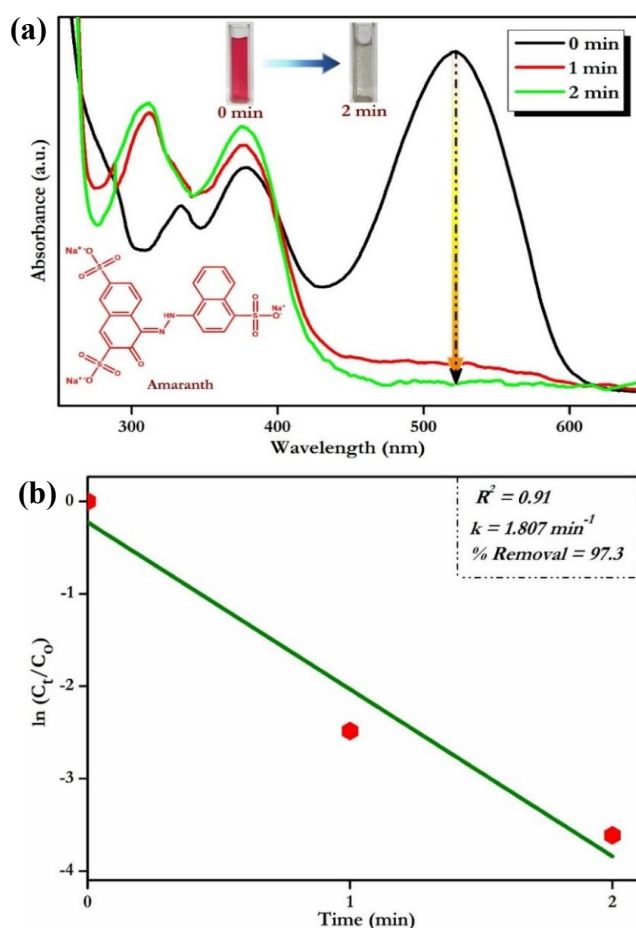 (a)
0 min
2 min
0 min
1 min
2 min
Absorbance (a.u.)
Na⁺⁻O
O
S
O
Na⁺
HN
N
S
O⁻
O
O
O
O
S
O
Na⁺⁻O
Amaranth
300
400
500
600
Wavelength (nm)
(b)
R² = 0.91
k = 1.807 min⁻¹
% Removal = 97.3
ln (Cₜ/Cₒ)
0
-1
-2
-3
-4
0
1
2
Time (min)